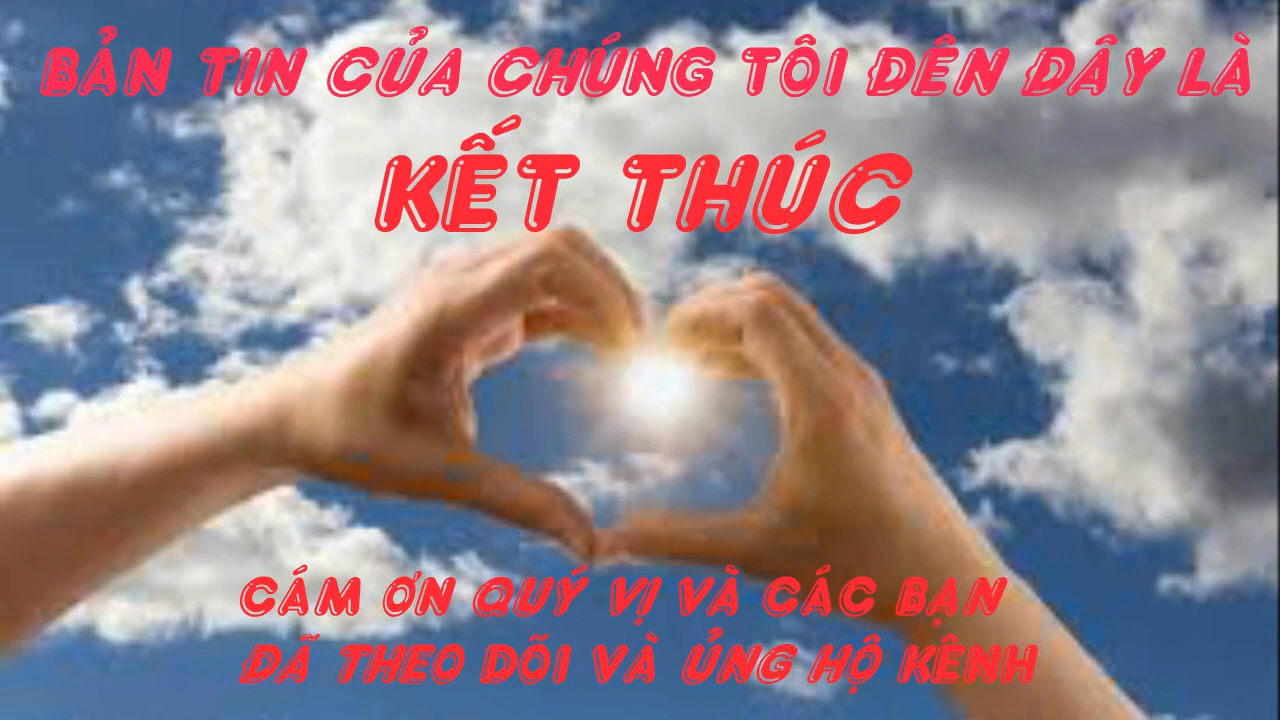 BẢN TIN CỦA CHÚNG TÔI ĐÊN ĐÂY LÀ
KẾT THÚC
CÁM ƠN QUÝ VỊ VÀ CÁC BẠN
ĐÃ THEO DÕI VÀ ỦNG HỘ KÊNH